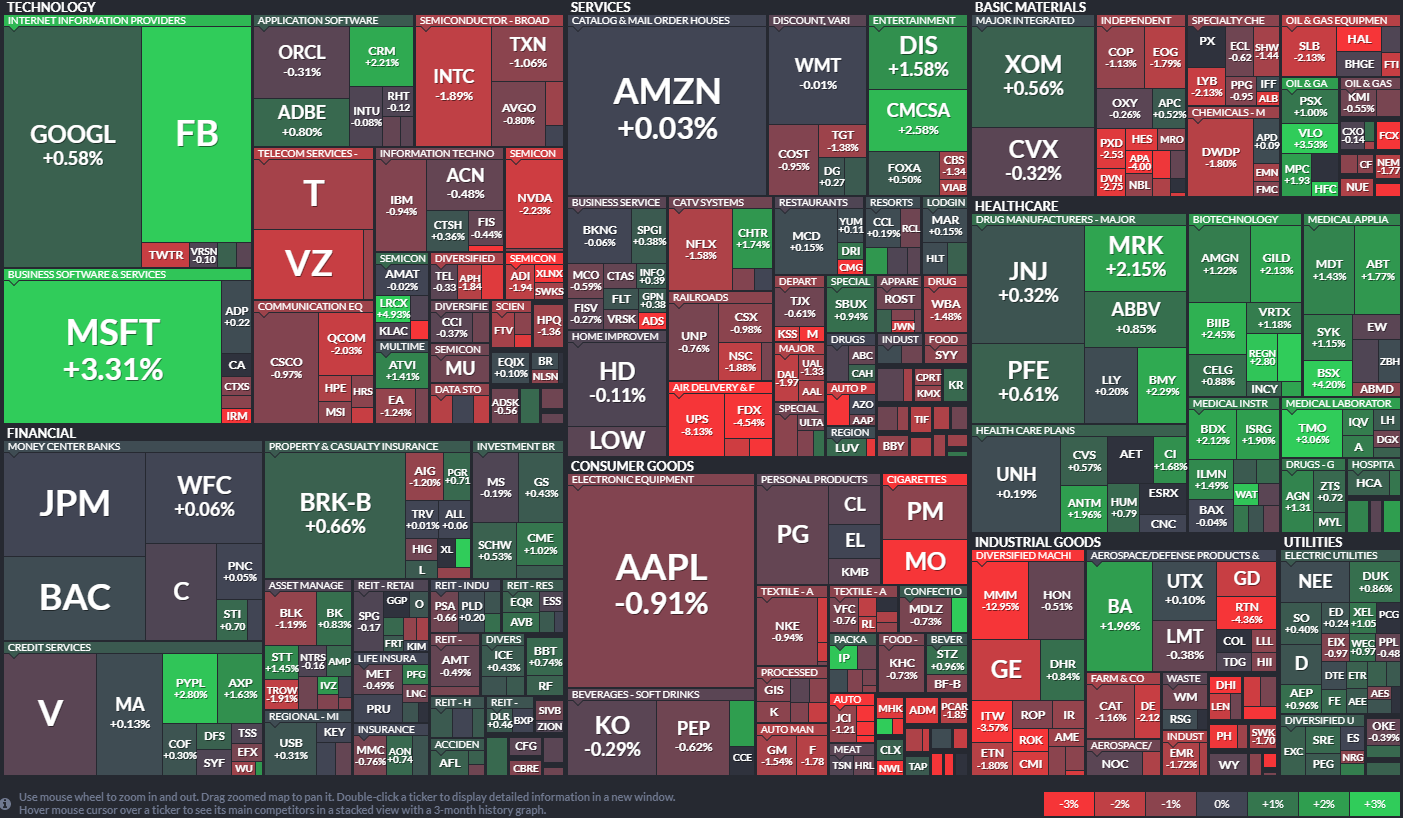 TECHNOLOGY
INTERNET INFORMATION PROVIDERS
GOOGL
+0.58%
FB
TWTR
VRSN
-0.10
APPLICATION SOFTWARE
ORCL
-0.31%
CRM
+2.21%
ADBE
+0.80%
INTU
-0.08%
RHT
-0.12
SEMICONDUCTOR - BROAD
INTC
-1.89%
TXN
-1.06%
AVGO
-0.80%
TELECOM SERVICES -
T
VZ
INFORMATION TECHNO
IBM
-0.94%
ACN
-0.48%
CTSH
+0.36%
FIS
-0.44%
SEMICON
NVDA
-2.23%
BUSINESS SOFTWARE & SERVICES
MSFT
+3.31%
ADP
+0.22
CA
CTXS
IRM
COMMUNICATION EQ
CSCO
-0.97%
QCOM
-2.03%
HPE
HRS
MSI
SEMICON
AMAT
-0.02%
LRCX
+4.93%
KLAC
DIVERSIFIED
TEL
-0.33
APH
-1.84
SEMICON
ADI
-1.94
XLNX
SWKS
MULTIME
ATVI
+1.41%
EA
-1.24%
DIVERSIFIE
CCI
-0.37%
SCIEN
FTV
HPQ
-1.36
SEMICON
MU
EQIX
+0.10%
BR
NLSN
DATA STO
ADSK
-0.56
SERVICES
CATALOG & MAIL ORDER HOUSES
AMZN
+0.03%
DISCOUNT, VARI
WMT
-0.01%
COST
-0.95%
TGT
-1.38%
DG
+0.27
ENTERTAINMENT
DIS
+1.58%
CMCSA
+2.58%
FOXA
+0.50%
CBS
-1.34
VIAB
BUSINESS SERVICE
BKNG
-0.06%
SPGI
+0.38%
MCO
-0.59%
CTAS
INFO
+0.39
FISV
-0.27%
FLT
GPN
+0.38
VRSK
ADS
CATV SYSTEMS
NFLX
-1.58%
CHTR
+1.74%
RESTAURANTS
MCD
+0.15%
YUM
+0.11
DRI
CMG
RESORTS
CCL
+0.19%
RCL
LODGIN
MAR
+0.15%
HLT
HOME IMPROVEM
HD
-0.11%
LOW
RAILROADS
UNP
-0.76%
CSX
-0.98%
NSC
-1.88%
AIR DELIVERY & F
UPS
-8.13%
FDX
-4.54%
DEPART
TJX
-0.61%
KSS
M
SPECIAL
SBUX
+0.94%
APPARE
ROST
JWN
DRUG
WBA
-1.48%
MAJOR
DAL
-1.97
UAL
-1.33
AAL
DRUGS
ABC
CAH
INDUST
FOOD
SYY
AUTO P
AZO
AAP
CPRT
KMX
KR
SPECIAL
ULTA
REGION
LUV
BBY
TIF
BASIC MATERIALS
MAJOR INTEGRATED
XOM
+0.56%
CVX
-0.32%
INDEPENDENT
COP
-1.13%
EOG
-1.79%
OXY
-0.26%
APC
+0.52%
PXD
-2.53
HES
MRO
APA
-4.00
DVN
-2.75
NBL
SPECIALTY CHE
PX
ECL
-0.62
SHW
-1.44
LYB
-2.13%
PPG
-0.95
IFF
ALB
CHEMICALS - M
DWDP
-1.80%
APD
+0.09
EMN
FMC
OIL & GAS EQUIPMEN
SLB
-2.13%
HAL
BHGE
FTI
OIL & GA
PSX
+1.00%
VLO
+3.53%
MPC
+1.93
HFC
OIL & GAS
KMI
-0.55%
CXO
-0.14
FCX
CF
NEM
-1.77
NUE
HEALTHCARE
DRUG MANUFACTURERS - MAJOR
JNJ
+0.32%
MRK
+2.15%
ABBV
+0.85%
PFE
+0.61%
LLY
+0.20%
BMY
+2.29%
BIOTECHNOLOGY
AMGN
+1.22%
GILD
+2.13%
BIIB
+2.45%
VRTX
+1.18%
REGN
+2.80
CELG
+0.88%
INCY
MEDICAL APPLIA
MDT
+1.43%
ABT
+1.77%
SYK
+1.15%
EW
ZBH
BSX
+4.20%
ABMD
HEALTH CARE PLANS
UNH
+0.19%
CVS
+0.57%
AET
CI
+1.68%
ANTM
+1.96%
HUM
+0.79
ESRX
CNC
MEDICAL INSTR
BDX
+2.12%
ISRG
+1.90%
ILMN
+1.49%
WAT
BAX
-0.04%
MEDICAL LABORATOR
TMO
+3.06%
IQV
LH
A
DGX
DRUGS - G
AGN
+1.31
ZTS
+0.72
MYL
HOSPITA
HCA
FINANCIAL
MONEY CENTER BANKS
JPM
WFC
+0.06%
BAC
C
PNC
+0.05%
STI
+0.70
PROPERTY & CASUALTY INSURANCE
BRK-B
+0.66%
AIG
-1.20%
PGR
+0.71
TRV
+0.01%
ALL
+0.06
HIG
XL
L
INVESTMENT BR
MS
-0.19%
GS
+0.43%
SCHW
+0.53%
CME
+1.02%
CREDIT SERVICES
V
MA
+0.13%
PYPL
+2.80%
AXP
+1.63%
COF
+0.30%
DFS
SYF
TSS
EFX
WU
ASSET MANAGE
BLK
-1.19%
BK
+0.83%
STT
+1.45%
NTRS
-0.16
AMP
TROW
-1.91%
IVZ
REIT - RETAI
SPG
-0.17
GGP
O
FRT
KIM
REIT - INDU
PSA
-0.66
PLD
+0.20
REIT - RES
EQR
ESS
AVB
LIFE INSURA
MET
-0.49%
PFG
LNC
PRU
REIT -
AMT
-0.49%
DIVERS
ICE
+0.43%
BBT
+0.74%
RF
REGIONAL - MI
USB
+0.31%
KEY
INSURANCE
MMC
-0.76%
AON
+0.74
REIT - H
REIT -
DLR
+0.46
BXP
SIVB
ZION
ACCIDEN
AFL
CFG
CBRE
CONSUMER GOODS
ELECTRONIC EQUIPMENT
AAPL
-0.91%
PERSONAL PRODUCTS
PG
CL
EL
KMB
CIGARETTES
PM
MO
BEVERAGES - SOFT DRINKS
KO
-0.29%
PEP
-0.62%
CCE
TEXTILE - A
NKE
-0.94%
TEXTILE - A
VFC
-0.76
RL
CONFECTIO
MDLZ
-0.73%
PACKA
IP
FOOD -
KHC
-0.73%
BEVER
STZ
+0.96%
BF-B
PROCESSED
GIS
K
AUTO
JCI
-1.21
MHK
ADM
PCAR
-1.85
AUTO MAN
GM
-1.54%
F
-1.78
MEAT
TSN
HRL
CLX
NWL
TAP
INDUSTRIAL GOODS
DIVERSIFIED MACHI
MMM
-12.95%
HON
-0.51%
GE
DHR
+0.84%
ITW
-3.57%
ROP
IR
ROK
AME
ETN
-1.80%
CMI
AEROSPACE/DEFENSE PRODUCTS &
BA
+1.96%
UTX
+0.10%
GD
RTN
-4.36%
LMT
-0.38%
COL
LLL
TDG
HII
FARM & CO
CAT
-1.16%
DE
-2.12
WASTE
WM
RSG
DHI
LEN
AEROSPACE/
NOC
INDUST
EMR
-1.72%
PH
SWK
-1.70
WY
UTILITIES
ELECTRIC UTILITIES
NEE
DUK
+0.86%
SO
+0.40%
ED
+0.24
XEL
+1.05
PCG
EIX
-0.97
WEC
+0.97
PPL
-0.48
D
DTE
ETR
AEP
+0.96%
FE
AEE
AES
DIVERSIFIED U
EXC
SRE
ES
OKE
-0.39%
PEG
NRG
Use mouse wheel to zoom in and out. Drag zoomed map to pan it. Double-click a ticker to display detailed information in a new window.
Hover mouse cursor over a ticker to see its main competitors in a stacked view with a 3-month history graph.
-3%
-2%
-1%
0%
+1%
+2%
+3%